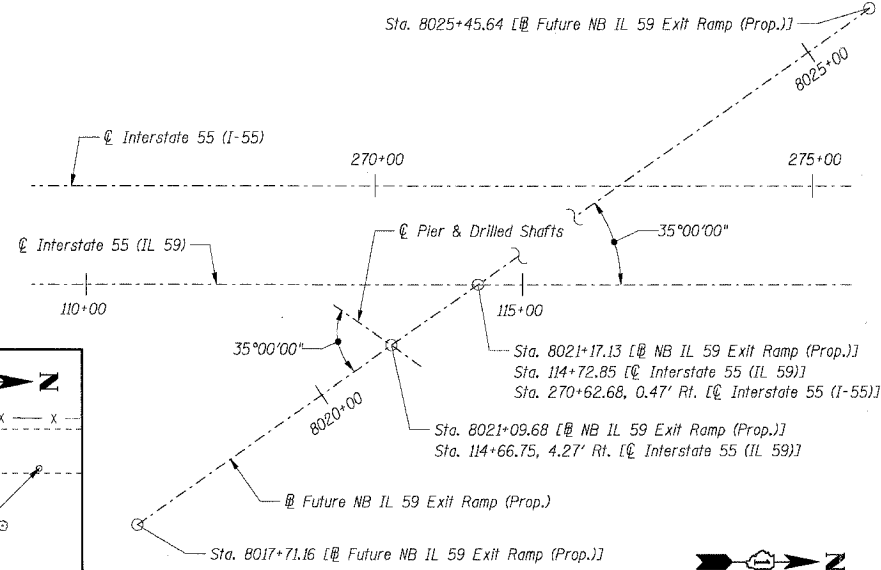 Sta. 8025+45.64 [℄ Future NB IL 59 Exit Ramp (Prop.)]
8025+00
℄ Interstate 55 (I-55)
270+00
275+00
℄ Pier & Drilled Shafts
35°00'00"
℄ Interstate 55 (IL 59)
110+00
115+00
35°00'00"
Sta. 8021+17.13 [℔ NB IL 59 Exit Ramp (Prop.)]
Sta. 114+72.85 [℄ Interstate 55 (IL 59)]
Sta. 270+62.68, 0.47' Rt. [℄ Interstate 55 (I-55)]
N
X X
8020+00
Sta. 8021+09.68 [℔ NB IL 59 Exit Ramp (Prop.)]
Sta. 114+66.75, 4.27' Rt. [℄ Interstate 55 (IL 59)]
℔ Future NB IL 59 Exit Ramp (Prop.)
Sta. 8017+71.16 [℔ Future NB IL 59 Exit Ramp (Prop.)]
1 N